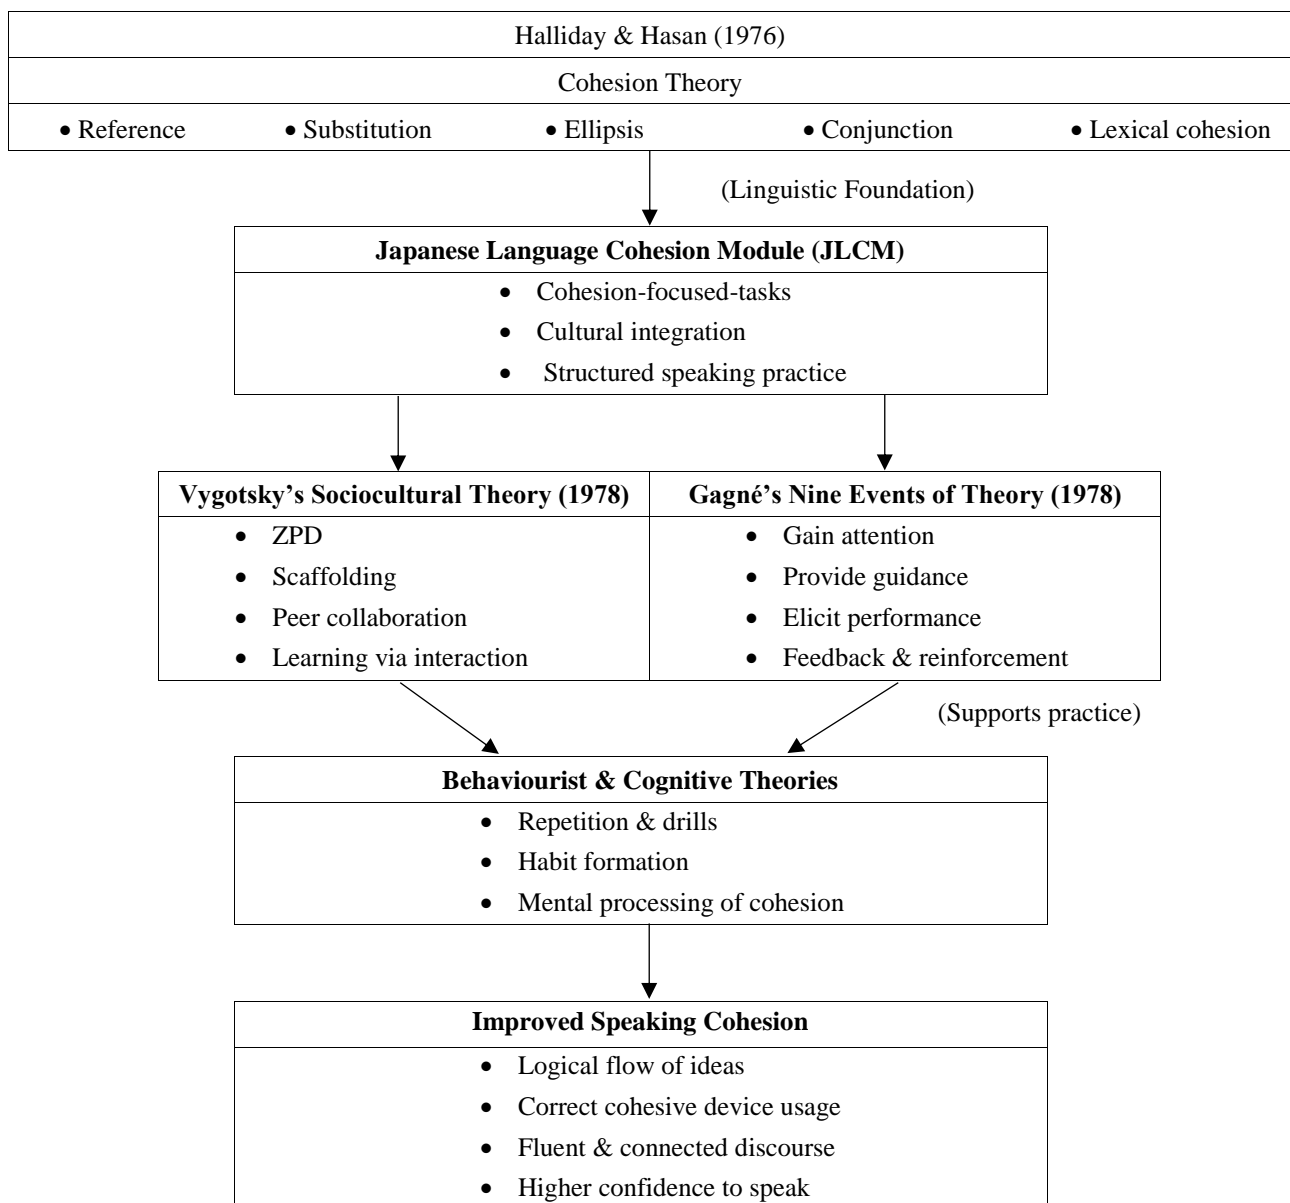 Halliday & Hasan (1976)
Cohesion Theory
• Reference • Substitution • Ellipsis • Conjunction • Lexical cohesion
(Linguistic Foundation)
Japanese Language Cohesion Module (JLCM)
• Cohesion-focused-tasks
• Cultural integration
• Structured speaking practice
Vygotsky’s Sociocultural Theory (1978)
• ZPD
• Scaffolding
• Peer collaboration
• Learning via interaction
Gagné’s Nine Events of Theory (1978)
• Gain attention
• Provide guidance
• Elicit performance
• Feedback & reinforcement
(Supports practice)
Behaviourist & Cognitive Theories
• Repetition & drills
• Habit formation
• Mental processing of cohesion
Improved Speaking Cohesion
• Logical flow of ideas
• Correct cohesive device usage
• Fluent & connected discourse
• Higher confidence to speak